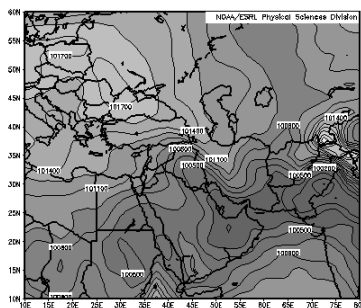 60N NOAA/ESRL Physical Sciences Division
55N
101700
50N
45N
101700
40N
101400 100800 101400
35N
100800 101100
101400 100500
30N
101100
25N
20N
100500
100800
15N 100800
10N
10E 15E 20E 25E 30E 35E 40E 45E 50E 55E 60E 65E 70E 75E 80E